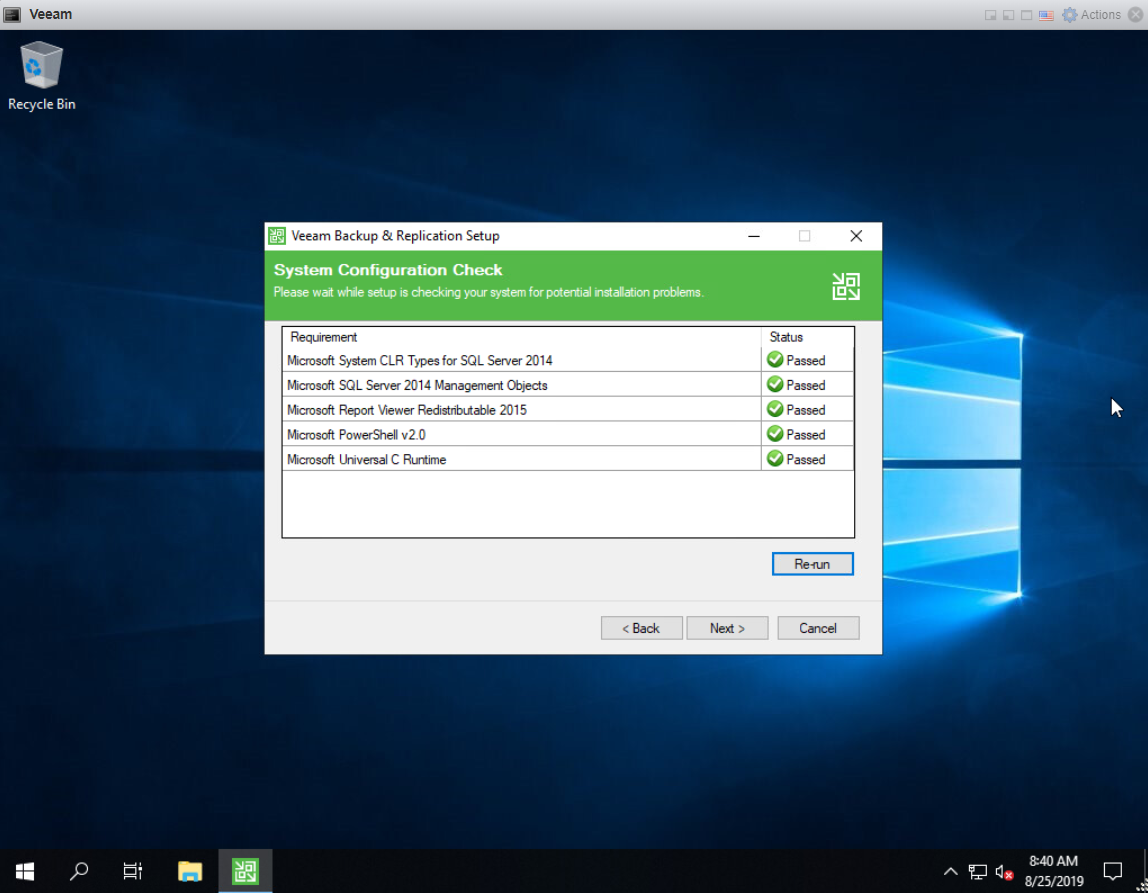 Veeam
Actions
Recycle Bin
Veeam Backup & Replication Setup
System Configuration Check
Please wait while setup is checking your system for potential installation problems.
Requirement Status
Microsoft System CLR Types for SQL Server 2014 Passed
Microsoft SQL Server 2014 Management Objects Passed
Microsoft Report Viewer Redistributable 2015 Passed
Microsoft PowerShell v2.0 Passed
Microsoft Universal C Runtime Passed
Re-run
< Back Next > Cancel
8:40 AM
8/25/2019